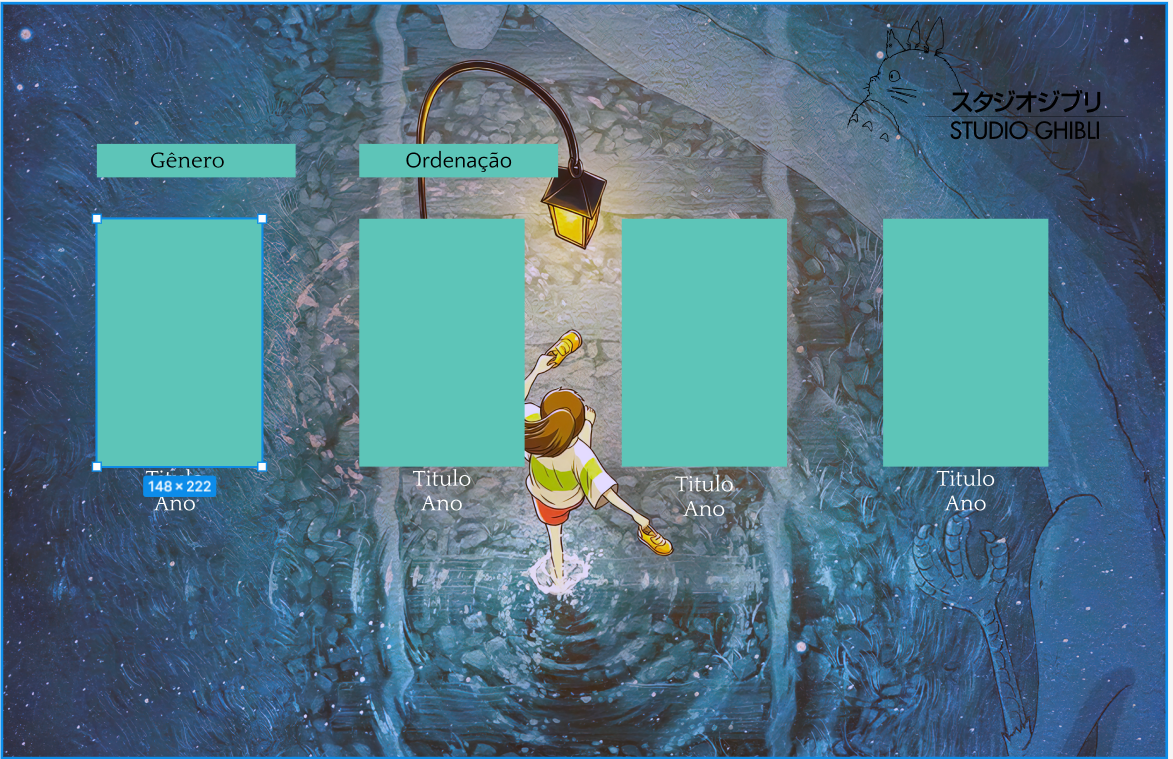 スタジオジブリ
STUDIO GHIBLI
Gênero
Ordenação
Titulo
Ano
148 × 222
Titulo
Ano
Titulo
Ano
Titulo
Ano